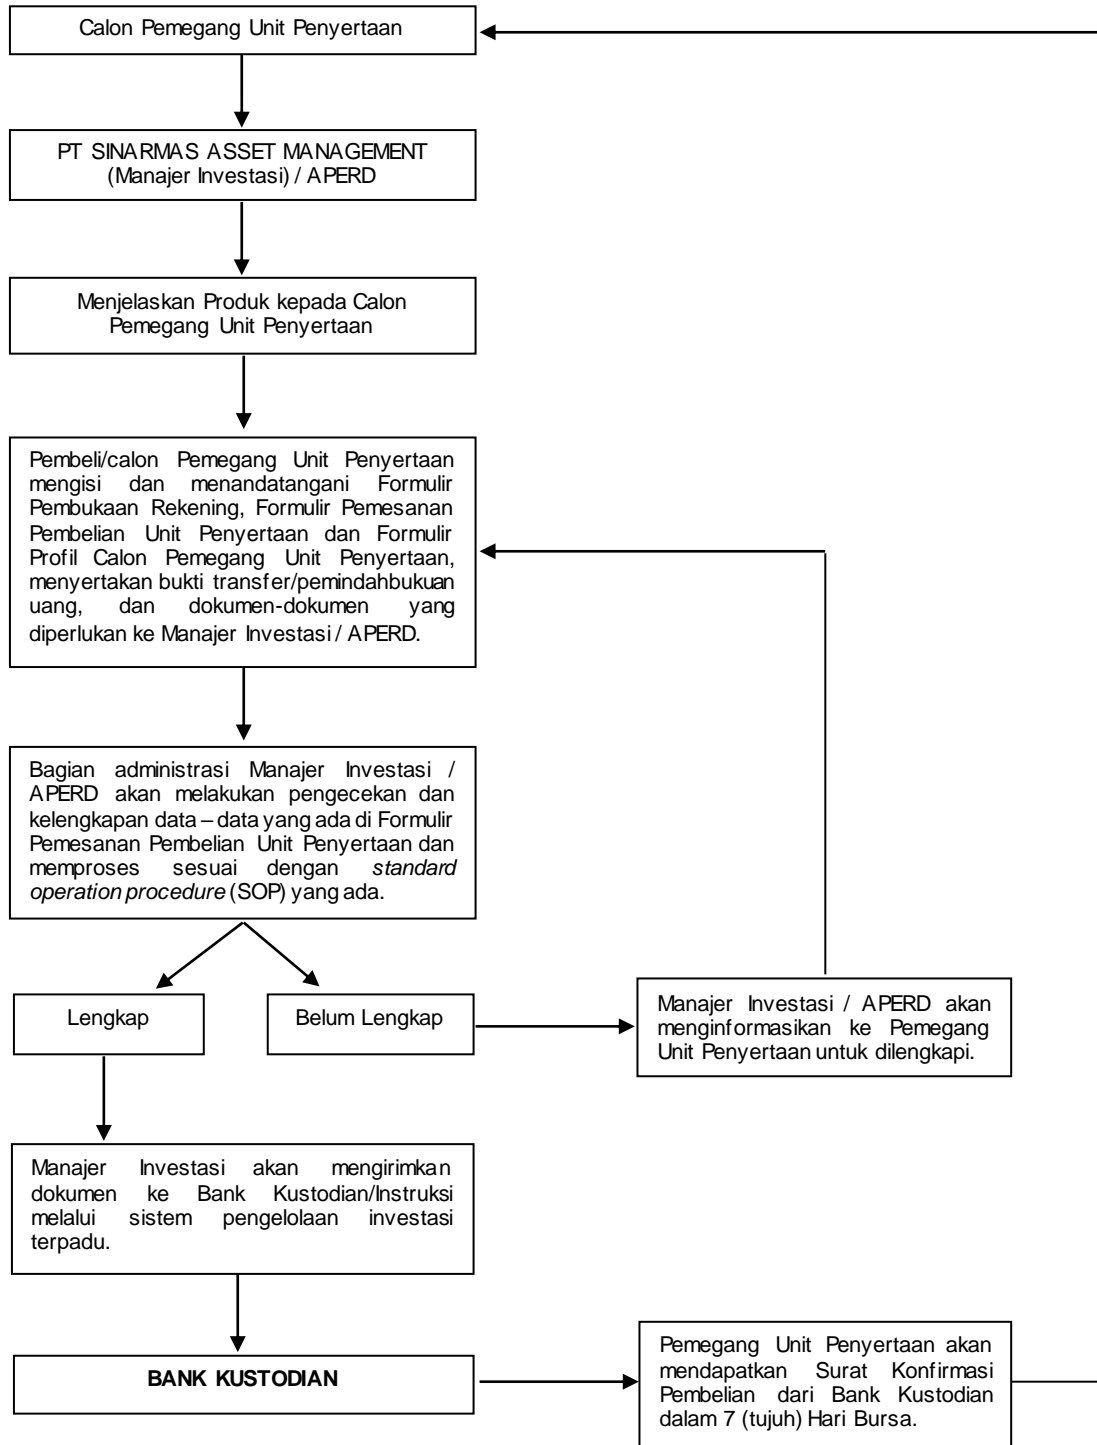 Calon Pemegang Unit Penyertaan
PT SINARMAS ASSET MANAGEMENT
(Manajer Investasi) / APERD
Menjelaskan Produk kepada Calon
Pemegang Unit Penyertaan
Pembeli/calon Pemegang Unit Penyertaan
mengisi dan menandatangani Formulir
Pembukaan Rekening, Formulir Pemesanan
Pembelian Unit Penyertaan dan Formulir
Profil Calon Pemegang Unit Penyertaan,
menyertakan bukti transfer/pemindahbukuan
uang, dan dokumen-dokumen yang
diperlukan ke Manajer Investasi / APERD.
Bagian administrasi Manajer Investasi /
APERD akan melakukan pengecekan dan
kelengkapan data – data yang ada di Formulir
Pemesanan Pembelian Unit Penyertaan dan
memproses sesuai dengan standard
operation procedure (SOP) yang ada.
Lengkap
Belum Lengkap
Manajer Investasi / APERD akan
menginformasikan ke Pemegang
Unit Penyertaan untuk dilengkapi.
Manajer Investasi akan mengirimkan
dokumen ke Bank Kustodian/Instruksi
melalui sistem pengelolaan investasi
terpadu.
BANK KUSTODIAN
Pemegang Unit Penyertaan akan
mendapatkan Surat Konfirmasi
Pembelian dari Bank Kustodian
dalam 7 (tujuh) Hari Bursa.